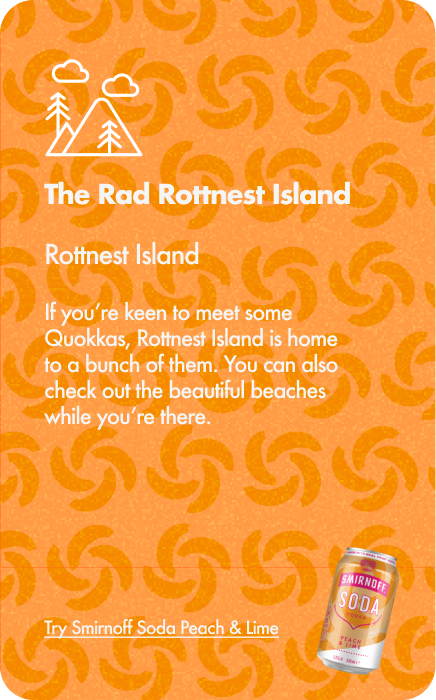 The Rad Rottnest Island
Rottnest Island
If you're keen to meet some
Quokkas, Rottnest Island is home
to a bunch of them. You can also
check out the beautiful beaches
while you're there.
SMIRNOFF
SODA
PEACH
& LIME
Try Smirnoff Soda Peach & Lime